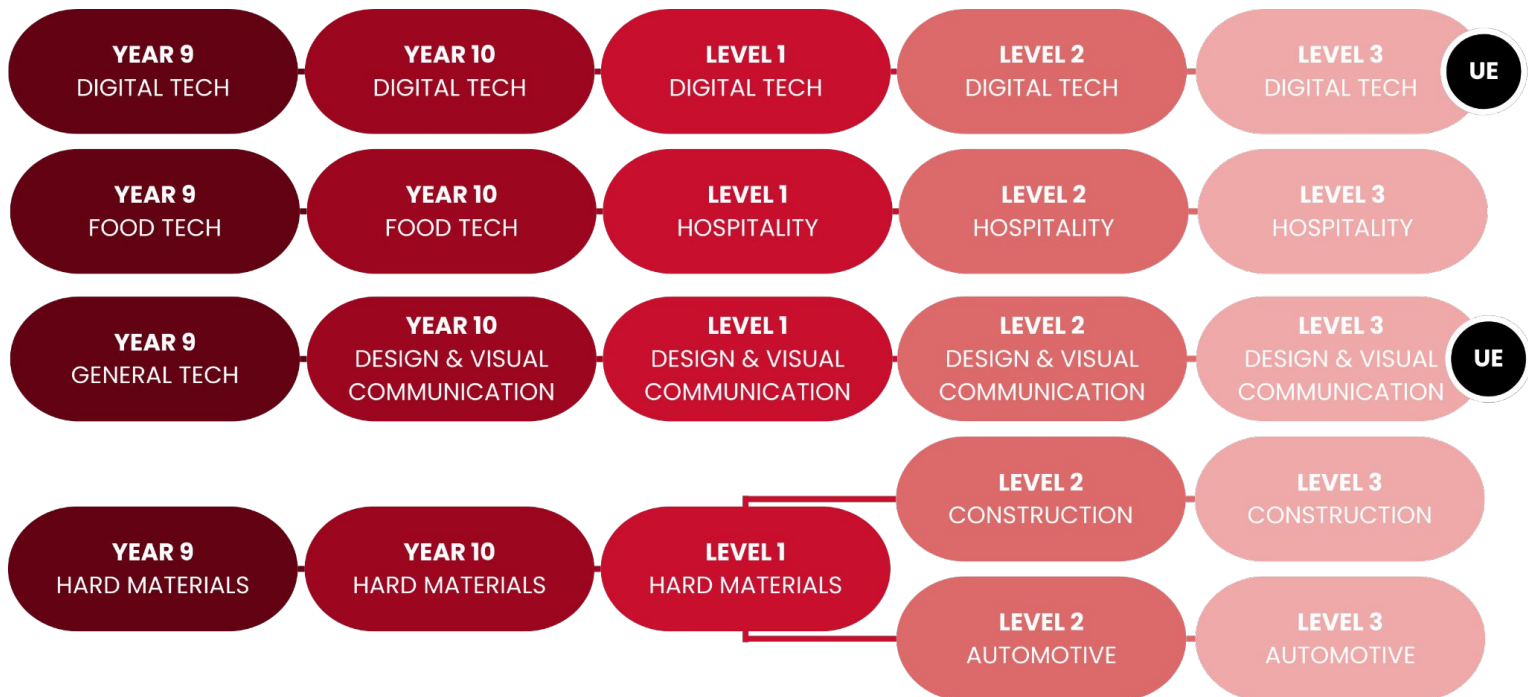 YEAR 9
DIGITAL TECH
YEAR 10
DIGITAL TECH
LEVEL 1
DIGITAL TECH
LEVEL 2
DIGITAL TECH
LEVEL 3
DIGITAL TECH
UE
YEAR 9
FOOD TECH
YEAR 10
FOOD TECH
LEVEL 1
HOSPITALITY
LEVEL 2
HOSPITALITY
LEVEL 3
HOSPITALITY
YEAR 9
GENERAL TECH
YEAR 10
DESIGN & VISUAL
COMMUNICATION
LEVEL 1
DESIGN & VISUAL
COMMUNICATION
LEVEL 2
DESIGN & VISUAL
COMMUNICATION
LEVEL 3
DESIGN & VISUAL
COMMUNICATION
UE
YEAR 9
HARD MATERIALS
YEAR 10
HARD MATERIALS
LEVEL 1
HARD MATERIALS
LEVEL 2
CONSTRUCTION
LEVEL 3
CONSTRUCTION
LEVEL 2
AUTOMOTIVE
LEVEL 3
AUTOMOTIVE